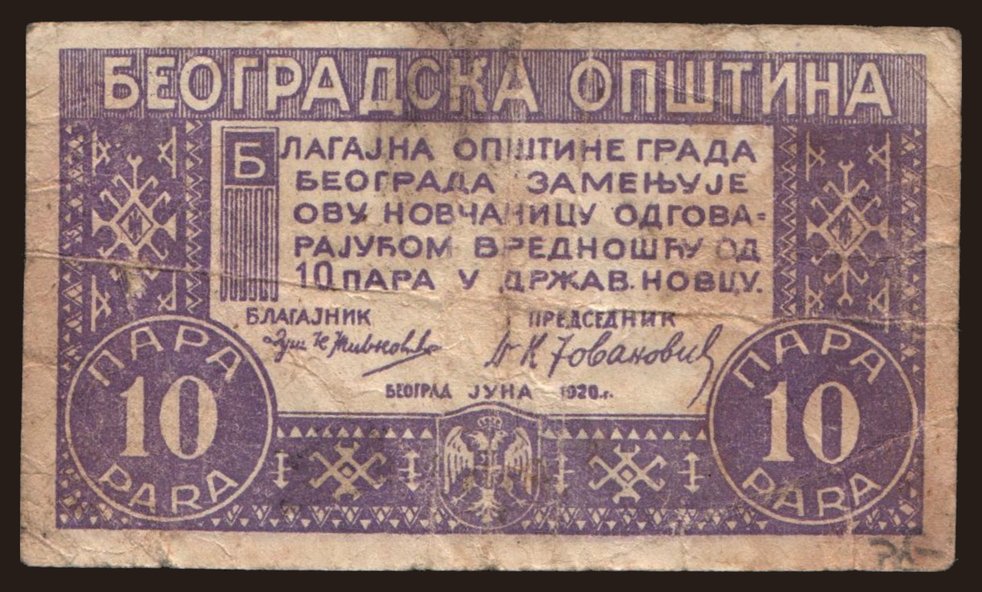 БЕОГРАДСКА ОПШТИНА
БЛАГАЈНА ОПШТИНЕ ГРАДА
БЕОГРАДА ЗАМЕЊУЈЕ
ОВУ НОВЧАНИЦУ ОДГОВА=
РАЈУЋОМ ВРЕДНОШЋУ ОД
10 ПАРА У ДРЖАВ. НОВЦУ.
БЛАГАЈНИК ПРЕДСЕДНИК
К. Јовановић
БЕОГРАД ЈУНА 1920.г.
ПАРА
10
PARA
ПАРА
10
PARA